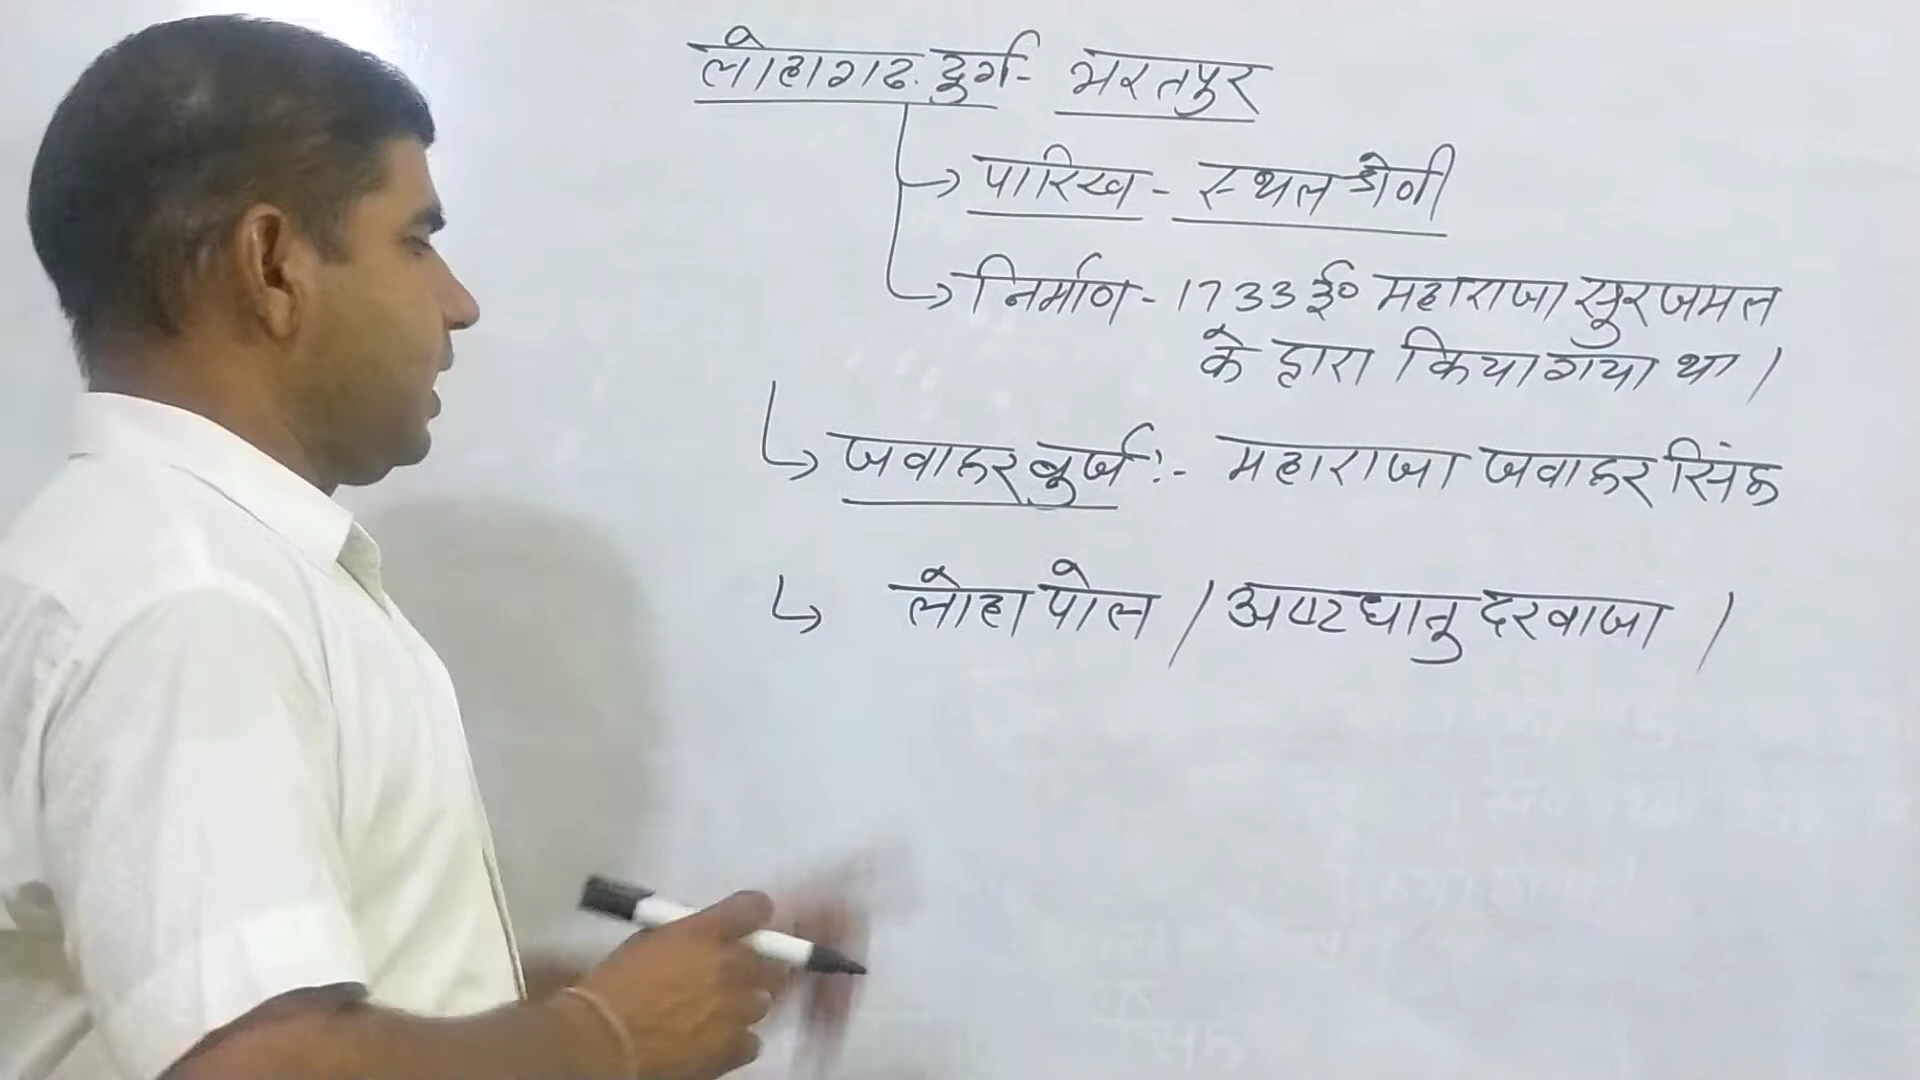 लोहागढ़ दुर्ग - भरतपुर
→ पारिख - स्थल श्रेणी
→ निर्माण - 1733 ई० महाराजा सूरजमल
के द्वारा किया गया था ।
↳ जवाहर बुर्ज :- महाराजा जवाहर सिंह
↳ लोहा पोल / अष्टधातु दरवाजा ।